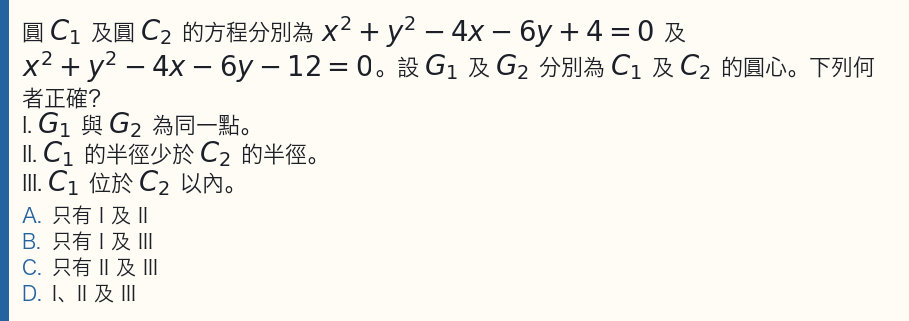 圓 C₁ 及圓 C₂ 的方程分別為 x² + y² − 4x − 6y + 4 = 0 及
x² + y² − 4x − 6y − 12 = 0。設 G₁ 及 G₂ 分別為 C₁ 及 C₂ 的圓心。下列何
者正確?
I. G₁ 與 G₂ 為同一點。
II. C₁ 的半徑少於 C₂ 的半徑。
III. C₁ 位於 C₂ 以內。
A. 只有 I 及 II
B. 只有 I 及 III
C. 只有 II 及 III
D. I、II 及 III